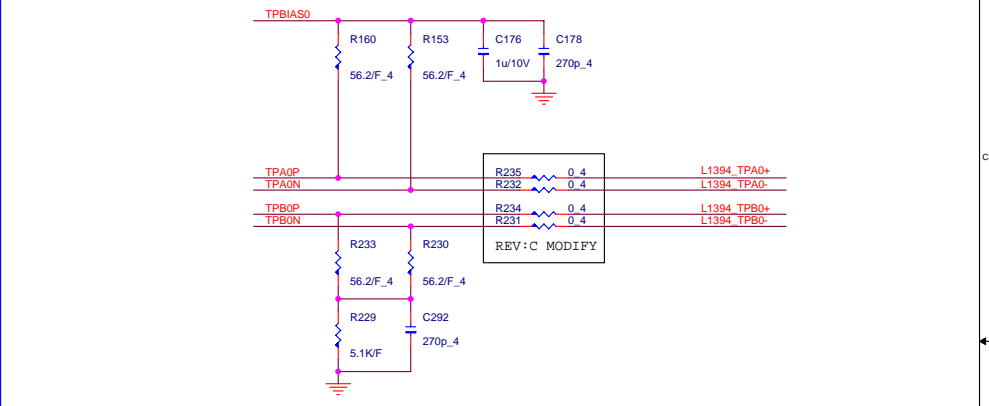 TPBIAS0
R160
R153
C176
C178
1u/10V
270p_4
56.2/F_4
56.2/F_4
C
TPA0P
R235
0_4
L1394_TPA0+
TPA0N
R232
0_4
L1394_TPA0-
TPB0P
R234
0_4
L1394_TPB0+
TPB0N
R231
0_4
L1394_TPB0-
R233
R230
REV:C MODIFY
56.2/F_4
56.2/F_4
R229
C292
270p_4
5.1K/F